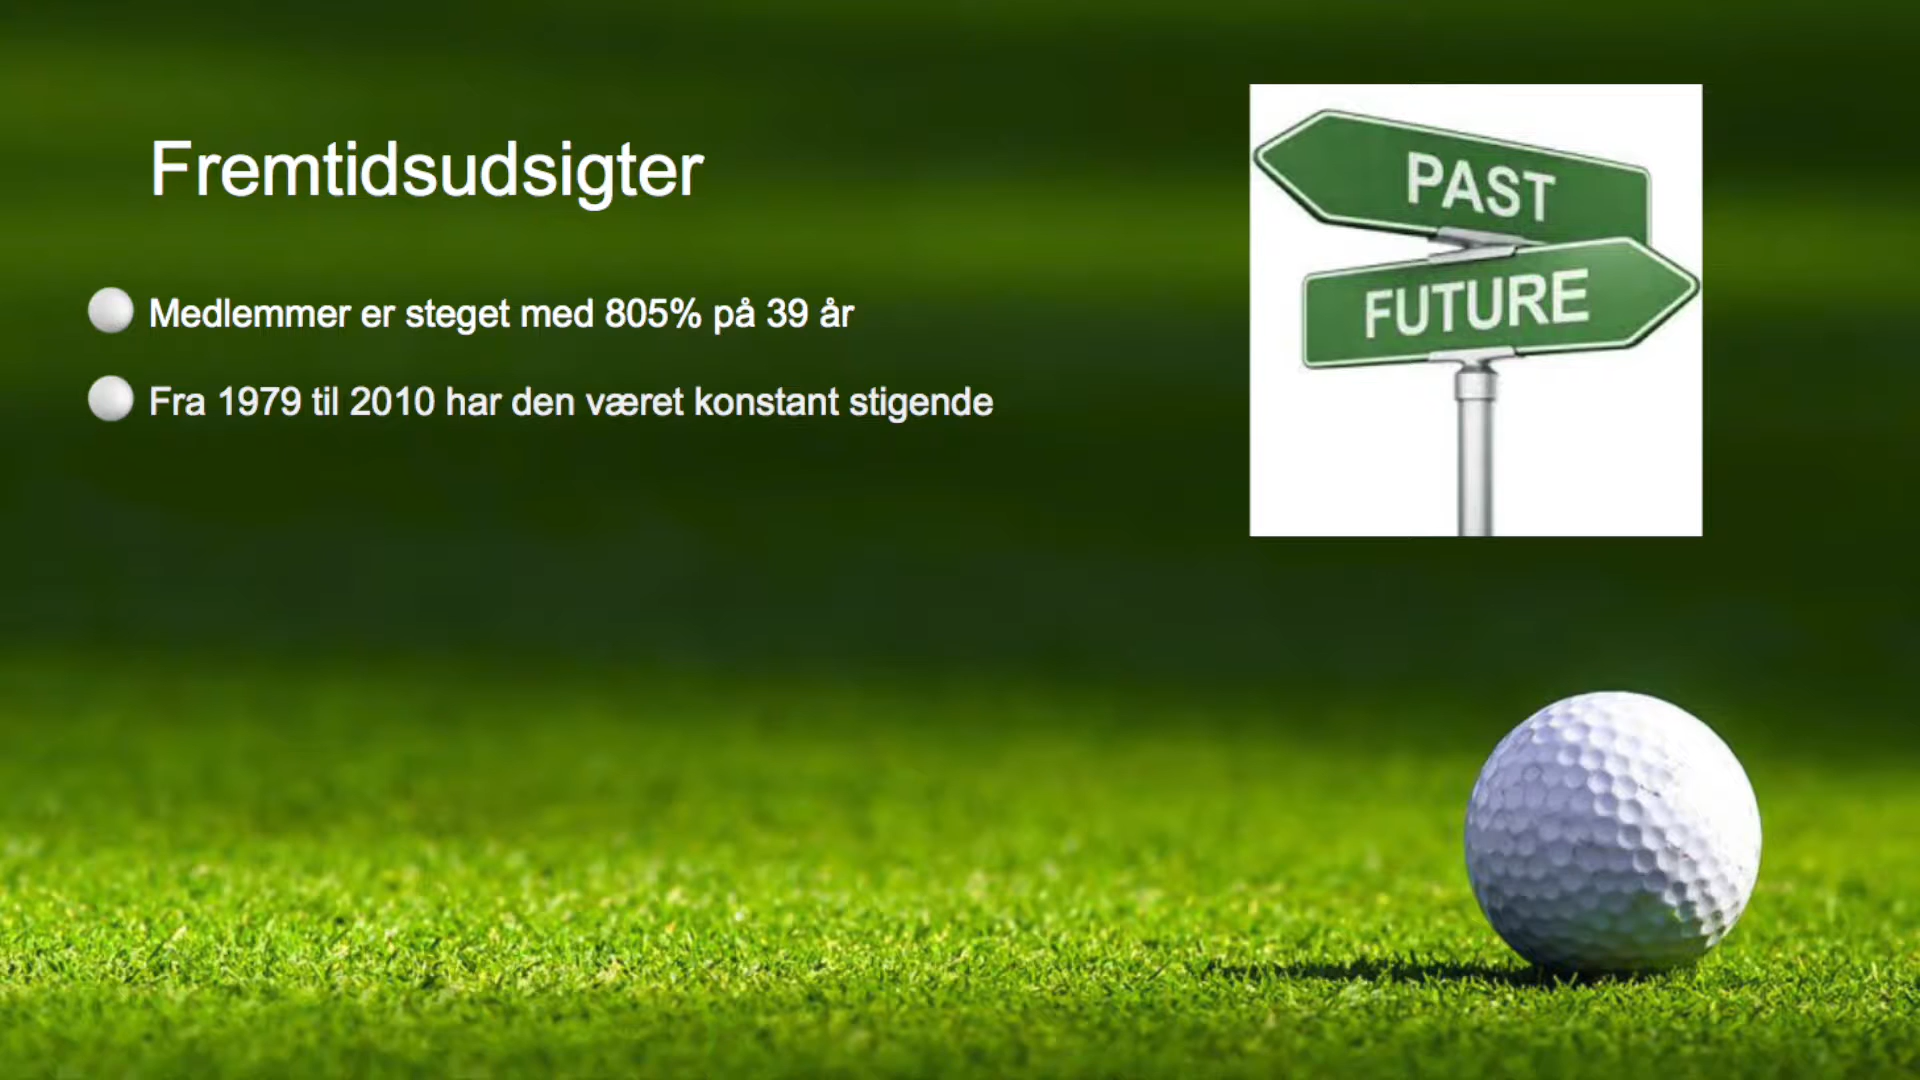 Fremtidsudsigter
Medlemmer er steget med 805% på 39 år
Fra 1979 til 2010 har den været konstant stigende
PAST
FUTURE